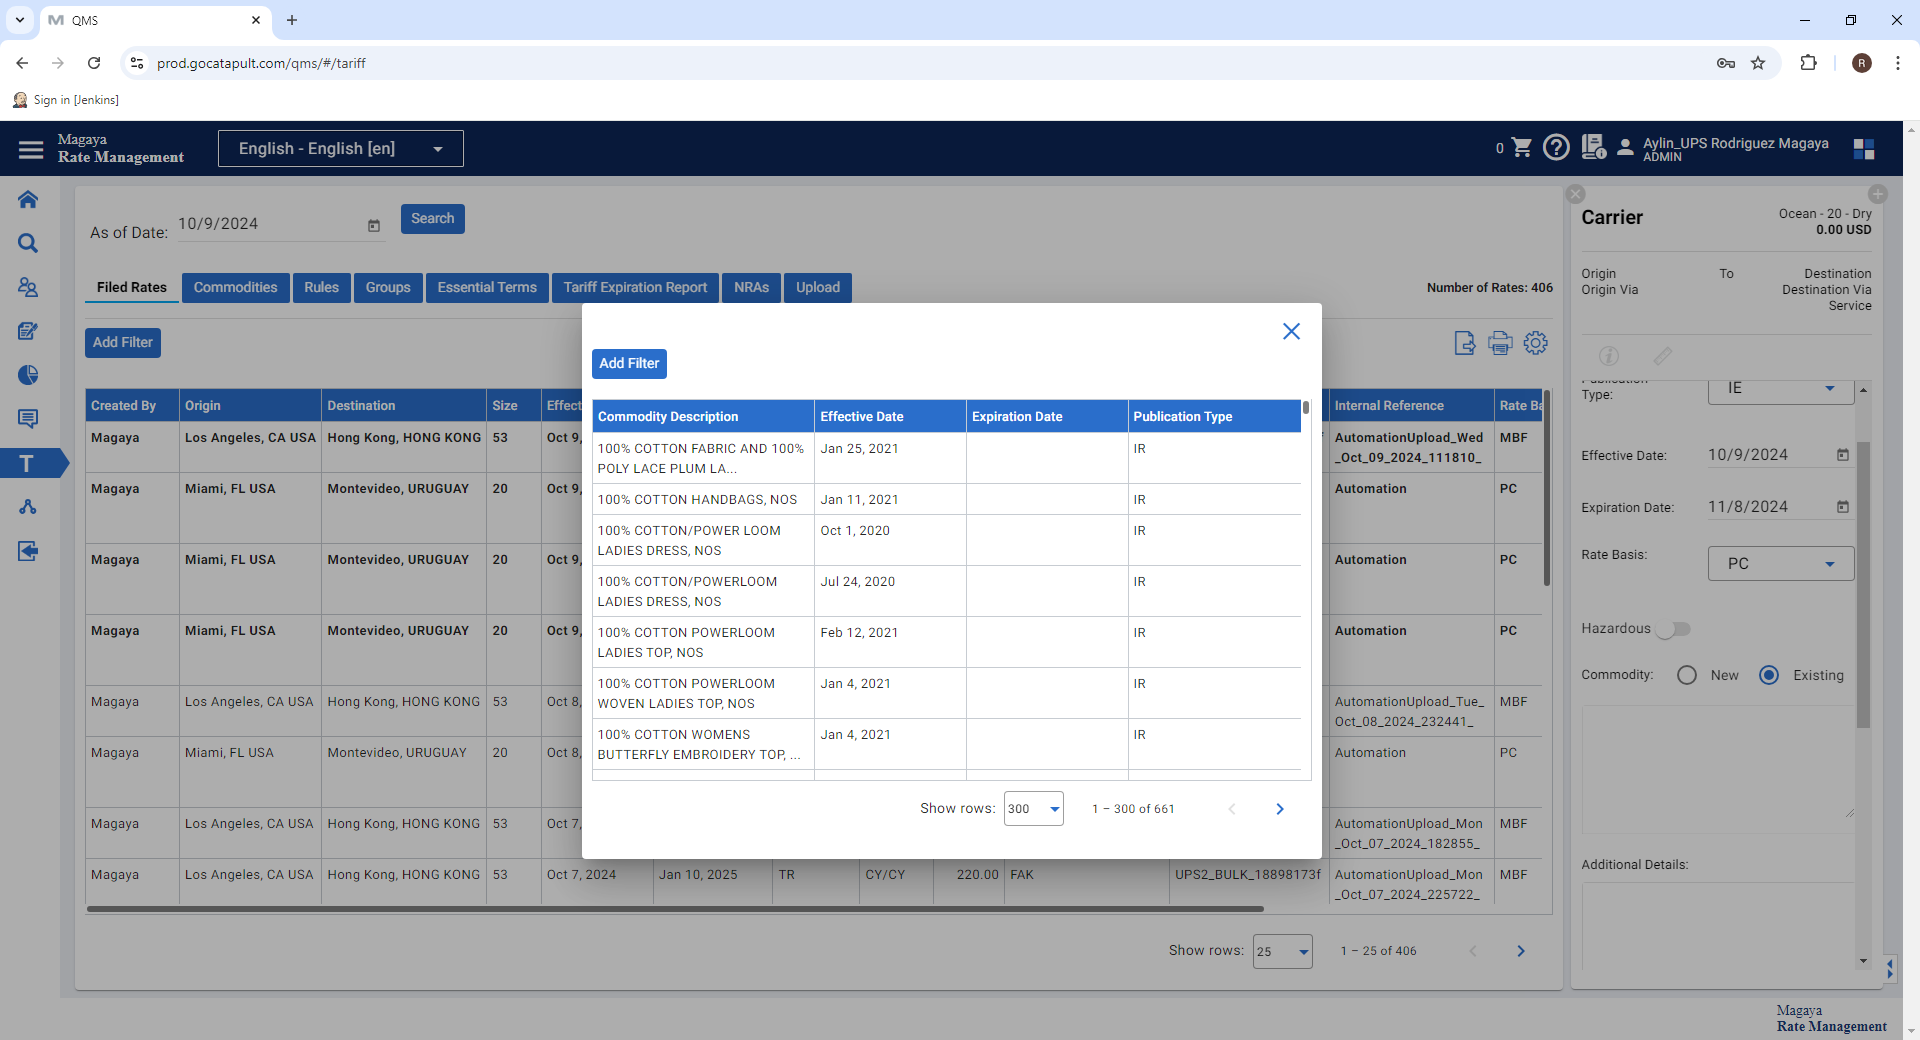 QMS
prod.gocatapult.com/qms/#/tariff
R
Sign in [Jenkins]
Magaya
Rate Management
English - English [en]
0
Aylin_UPS Rodriguez Magaya
ADMIN
As of Date:
10/9/2024
Search
Filed Rates
Commodities
Rules
Groups
Essential Terms
Tariff Expiration Report
NRAs
Upload
Number of Rates: 406
Add Filter
Created By Origin Destination Size Effect Internal Reference Rate Ba
Magaya Los Angeles, CA USA Hong Kong, HONG KONG 53 Oct 9, AutomationUpload_Wed MBF
_Oct_09_2024_111810_
Magaya Miami, FL USA Montevideo, URUGUAY 20 Oct 9, Automation PC
Magaya Miami, FL USA Montevideo, URUGUAY 20 Oct 9, Automation PC
Magaya Miami, FL USA Montevideo, URUGUAY 20 Oct 9, Automation PC
Magaya Los Angeles, CA USA Hong Kong, HONG KONG 53 Oct 8, AutomationUpload_Tue_ MBF
Oct_08_2024_232441_
Magaya Miami, FL USA Montevideo, URUGUAY 20 Oct 8, Automation PC
Magaya Los Angeles, CA USA Hong Kong, HONG KONG 53 Oct 7, AutomationUpload_Mon MBF
_Oct_07_2024_182855_
Magaya Los Angeles, CA USA Hong Kong, HONG KONG 53 Oct 7, 2024 Jan 10, 2025 TR CY/CY 220.00 FAK UPS2_BULK_18898173f AutomationUpload_Mon MBF
_Oct_07_2024_225722_
Show rows: 25 1 – 25 of 406
Add Filter
Commodity Description Effective Date Expiration Date Publication Type
100% COTTON FABRIC AND 100% Jan 25, 2021 IR
POLY LACE PLUM LA...
100% COTTON HANDBAGS, NOS Jan 11, 2021 IR
100% COTTON/POWER LOOM Oct 1, 2020 IR
LADIES DRESS, NOS
100% COTTON/POWERLOOM Jul 24, 2020 IR
LADIES DRESS, NOS
100% COTTON POWERLOOM Feb 12, 2021 IR
LADIES TOP, NOS
100% COTTON POWERLOOM Jan 4, 2021 IR
WOVEN LADIES TOP, NOS
100% COTTON WOMENS Jan 4, 2021 IR
BUTTERFLY EMBROIDERY TOP, ...
Show rows: 300 1 – 300 of 661
Carrier
Ocean - 20 - Dry
0.00 USD
Origin To Destination
Origin Via Destination Via
Service
Publication
Type:
IE
Effective Date: 10/9/2024
Expiration Date: 11/8/2024
Rate Basis: PC
Hazardous
Commodity: New Existing
Additional Details:
Magaya
Rate Management